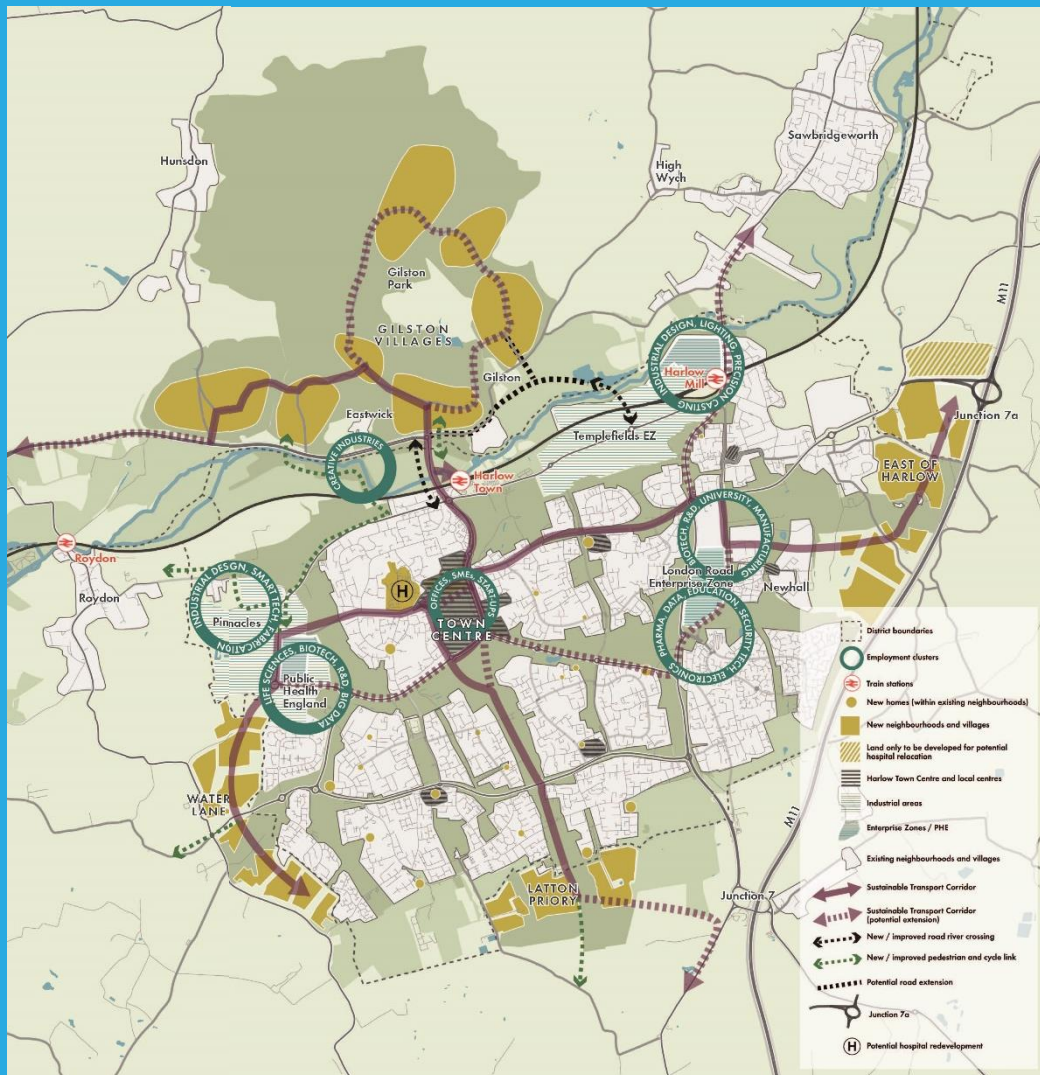 Sawbridgeworth
Hunsdon
High
Wych
M11
Gilston
Park
GILSTON
VILLAGES
INDUSTRIAL DESIGN, LIGHTING, PRECISION CASTING
Harlow
Mill
Gilston
Junction 7a
Eastwick
Templefields EZ
CREATIVE INDUSTRIES
EAST OF
HARLOW
Harlow
Town
Roydon
BIOTECH, R&D, UNIVERSITY, MANUFACTURING
London Road
Enterprise Zone
Newhall
Roydon
INDUSTRIAL DESGN, SMART TECH, FABRICATION
Pinnacles
H
OFFICES, SMEs, STARTUPS
TOWN
CENTRE
PHARMA, DATA, EDUCATION, SECURITY TECH, ELECTRONICS
LIFE SCIENCES, BIOTECH, R&D, BIG DATA
Public
Health
England
WATER
LANE
M11
LATTON
PRIORY
Junction 7
District boundaries
Employment clusters
Train stations
New homes (within existing neighbourhoods)
New neighbourhoods and villages
Land only to be developed for potential
hospital relocation
Harlow Town Centre and local centres
Industrial areas
Enterprise Zones / PHE
Existing neighbourhoods and villages
Sustainable Transport Corridor
Sustainable Transport Corridor
(potential extension)
New / improved road river crossing
New / improved pedestrian and cycle link
Potential road extension
Junction 7a
H Potential hospital redevelopment